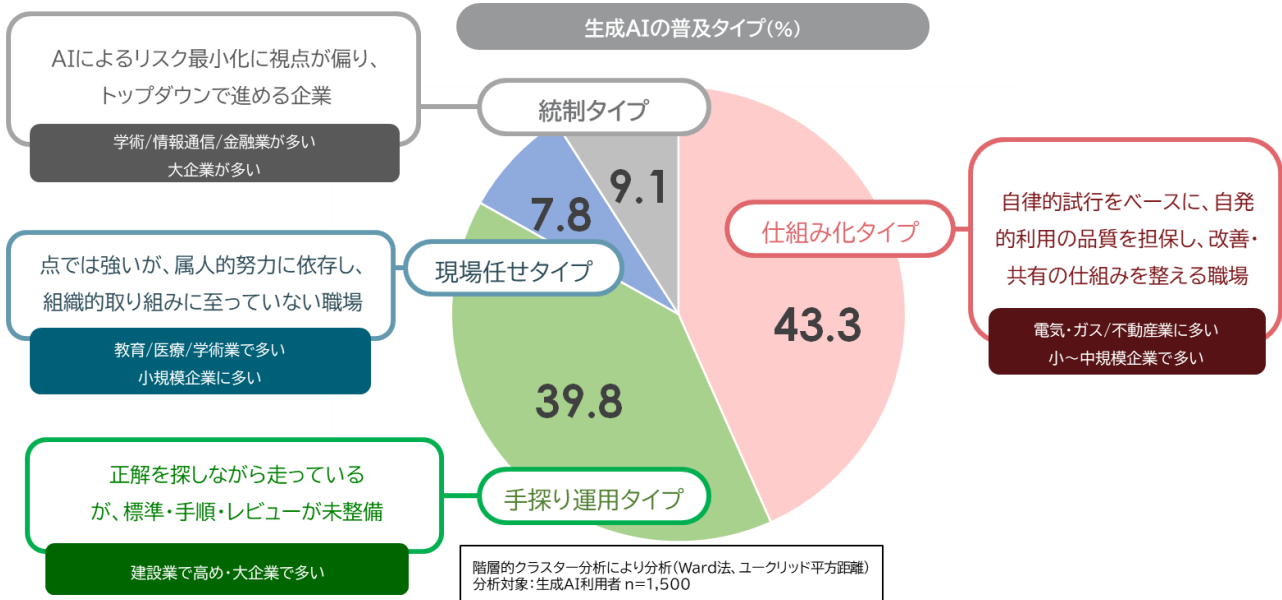 生成AIの普及タイプ(%)
AIによるリスク最小化に視点が偏り、
トップダウンで進める企業
学術/情報通信/金融業が多い
大企業が多い
統制タイプ
9.1
7.8
点では強いが、属人的努力に依存し、
組織的取り組みに至っていない職場
教育/医療/学術業で多い
小規模企業に多い
現場任せタイプ
仕組み化タイプ
43.3
自律的試行をベースに、自発
的利用の品質を担保し、改善・
共有の仕組みを整える職場
電気・ガス/不動産業に多い
小～中規模企業で多い
39.8
正解を探しながら走っている
が、標準・手順・レビューが未整備
建設業で高め・大企業で多い
手探り運用タイプ
階層的クラスター分析により分析(Ward法、ユークリッド平方距離)
分析対象:生成AI利用者 n=1,500